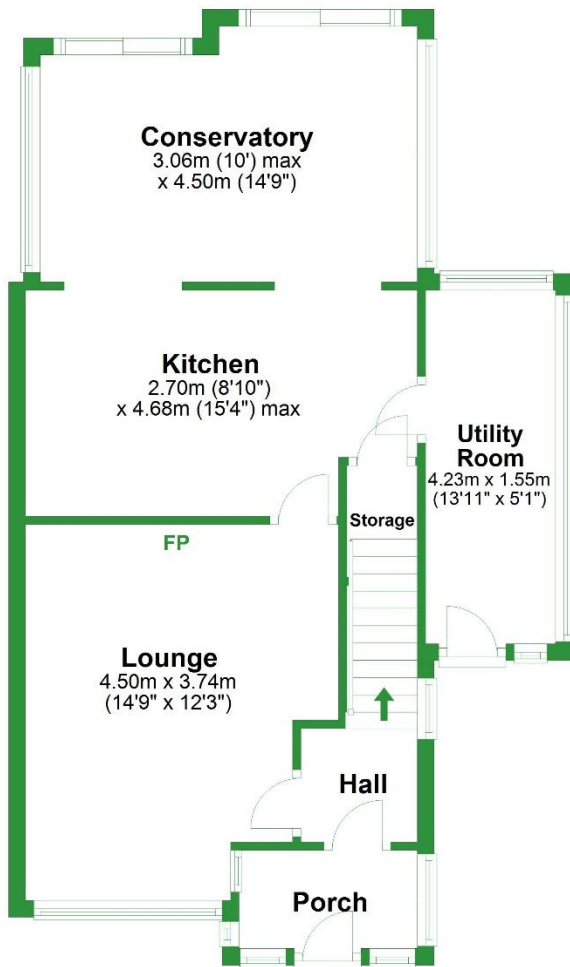 Conservatory
3.06m (10') max
x 4.50m (14'9")
Kitchen
2.70m (8'10")
x 4.68m (15'4") max
Utility
Room
4.23m x 1.55m
(13'11" x 5'1")
Storage
FP
Lounge
4.50m x 3.74m
(14'9" x 12'3")
Hall
Porch